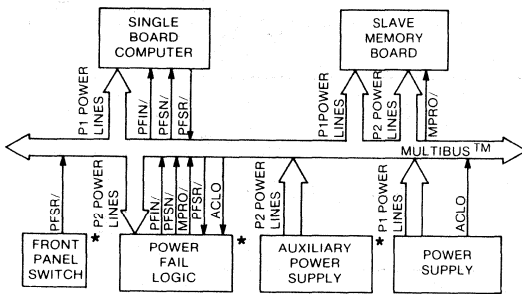 SINGLE
BOARD
COMPUTER
SLAVE
MEMORY
BOARD
P1 POWER
LINES
PFIN/
PFSN/
PFSR/
P1POWER
LINES
P2 POWER
LINES
MPRO/
MULTIBUS™
PFSR/
P2 POWER
LINES
PFIN/
PFSN/
MPRO/
PFSR/
ACLO
P2 POWER
LINES
P1 POWER
LINES
ACLO
FRONT
PANEL
SWITCH
*
POWER
FAIL
LOGIC
*
AUXILIARY
POWER
SUPPLY
*
POWER
SUPPLY